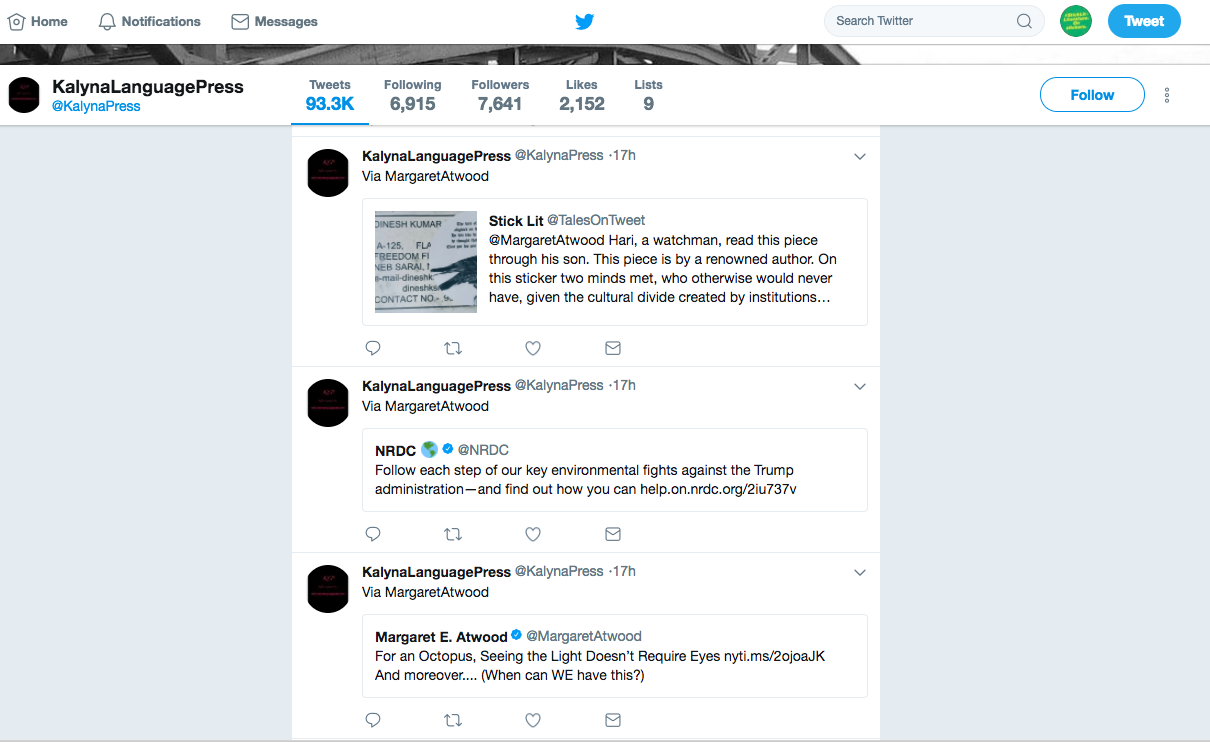 Home Notifications Messages Search Twitter Tweet
KalynaLanguagePress
@KalynaPress
Tweets Following Followers Likes Lists
93.3K 6,915 7,641 2,152 9
Follow
KalynaLanguagePress @KalynaPress ·17h
Via MargaretAtwood
DINESH KUMAR
A-125, FLA
FREEDOM FI
NEB SARAI,
e-mail-dineshk
dineshks
CONTACT NO.-
Stick Lit @TalesOnTweet
@MargaretAtwood Hari, a watchman, read this piece
through his son. This piece is by a renowned author. On
this sticker two minds met, who otherwise would never
have, given the cultural divide created by institutions…
KalynaLanguagePress @KalynaPress ·17h
Via MargaretAtwood
NRDC 🌎 @NRDC
Follow each step of our key environmental fights against the Trump
administration—and find out how you can help.on.nrdc.org/2iu737v
KalynaLanguagePress @KalynaPress ·17h
Via MargaretAtwood
Margaret E. Atwood @MargaretAtwood
For an Octopus, Seeing the Light Doesn't Require Eyes nyti.ms/2ojoaJK
And moreover.... (When can WE have this?)